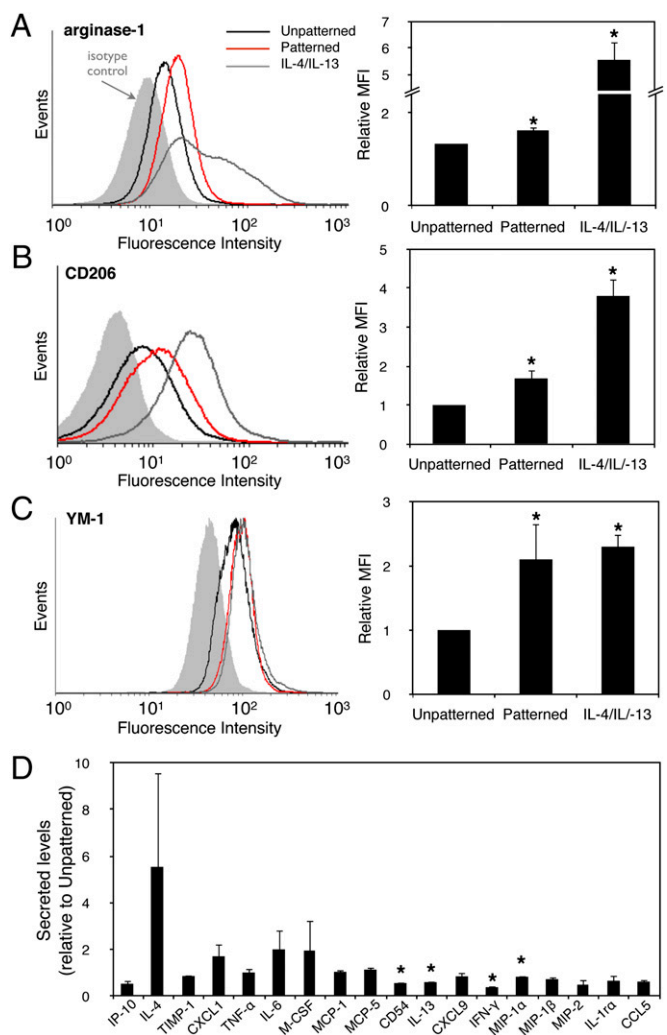 A
arginase-1
isotype
control
Unpatterned
Patterned
IL-4/IL-13
Events
10⁰ 10¹ 10² 10³
Fluorescence Intensity
Relative MFI
7
6
5
2
1
0
*
*
Unpatterned Patterned IL-4/IL/-13
B
CD206
Events
10⁰ 10¹ 10² 10³
Fluorescence Intensity
Relative MFI
5
4
3
2
1
0
*
*
Unpatterned Patterned IL-4/IL/-13
C
YM-1
Events
10⁰ 10¹ 10² 10³
Fluorescence Intensity
Relative MFI
3
2
1
0
*
*
Unpatterned Patterned IL-4/IL/-13
D
Secreted levels
(relative to Unpatterned)
10
8
6
4
2
0
* * * *
IP-10 IL-4 TIMP-1 CXCL1 TNF-α IL-6 M-CSF MCP-1 MCP-5 CD54 IL-13 CXCL9 IFN-γ MIP-1α MIP-1β MIP-2 IL-1rα CCL5